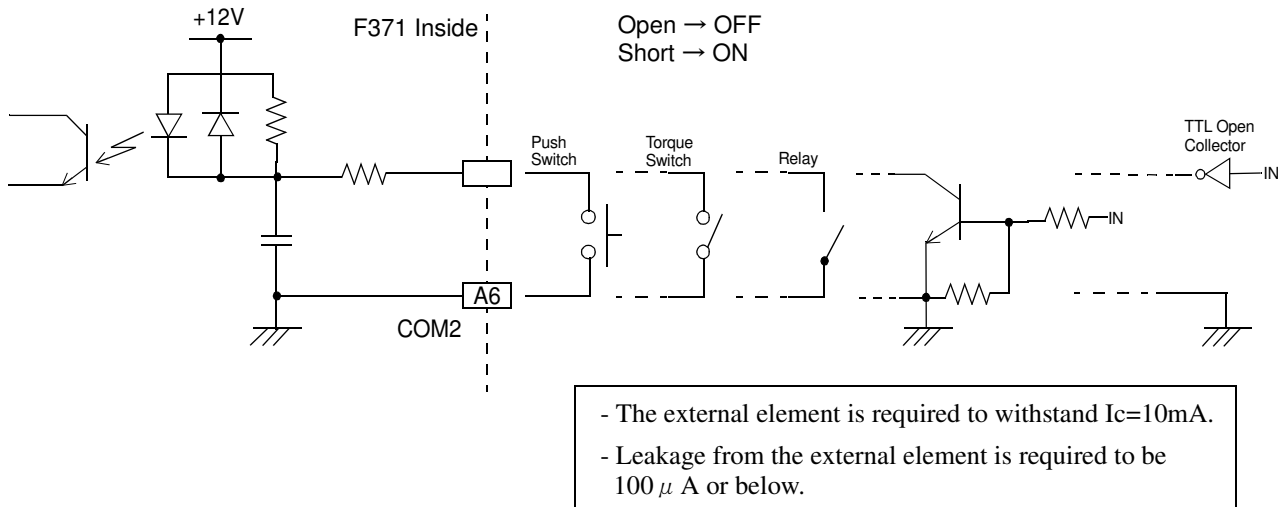 +12V
F371 Inside
Open → OFF
Short → ON
Push
Switch
Torque
Switch
Relay
TTL Open
Collector
IN
IN
A6
COM2
- The external element is required to withstand Ic=10mA.
- Leakage from the external element is required to be
100 μ A or below.